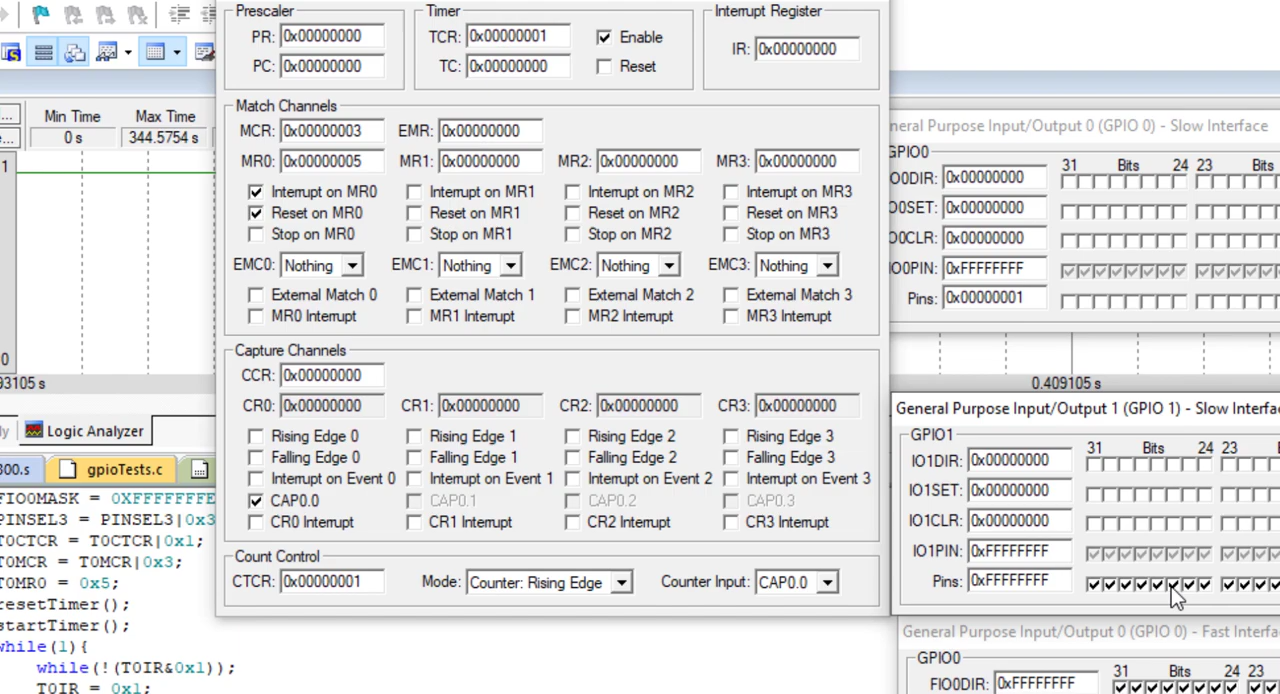 Prescaler Timer Interrupt Register
PR: 0x00000000 TCR: 0x00000001 Enable IR: 0x00000000
PC: 0x00000000 TC: 0x00000000 Reset
... Min Time Max Time
... 0 s 344.5754 s
Match Channels
MCR: 0x00000003 EMR: 0x00000000
MR0: 0x00000005 MR1: 0x00000000 MR2: 0x00000000 MR3: 0x00000000
Interrupt on MR0 Interrupt on MR1 Interrupt on MR2 Interrupt on MR3
Reset on MR0 Reset on MR1 Reset on MR2 Reset on MR3
Stop on MR0 Stop on MR1 Stop on MR2 Stop on MR3
EMC0: Nothing EMC1: Nothing EMC2: Nothing EMC3: Nothing
External Match 0 External Match 1 External Match 2 External Match 3
MR0 Interrupt MR1 Interrupt MR2 Interrupt MR3 Interrupt
Capture Channels
CCR: 0x00000000
CR0: 0x00000000 CR1: 0x00000000 CR2: 0x00000000 CR3: 0x00000000
Rising Edge 0 Rising Edge 1 Rising Edge 2 Rising Edge 3
Falling Edge 0 Falling Edge 1 Falling Edge 2 Falling Edge 3
Interrupt on Event 0 Interrupt on Event 1 Interrupt on Event 2 Interrupt on Event 3
CAP0.0 CAP0.1 CAP0.2 CAP0.3
CR0 Interrupt CR1 Interrupt CR2 Interrupt CR3 Interrupt
Count Control
CTCR: 0x00000001 Mode: Counter: Rising Edge Counter Input: CAP0.0
1
0
93105 s
ly Logic Analyzer
300.s gpioTests.c
FIO0MASK = 0XFFFFFFFE
PINSEL3 = PINSEL3|0x3
T0CTCR = T0CTCR|0x1;
T0MCR = T0MCR|0x3;
T0MR0 = 0x5;
resetTimer();
startTimer();
while(1){
while(!(T0IR&0x1));
T0IR = 0x1;
neral Purpose Input/Output 0 (GPIO 0) - Slow Interface
GPIO0
31 Bits 24 23 Bits
IO0DIR: 0x00000000
IO0SET: 0x00000000
IO0CLR: 0x00000000
IO0PIN: 0xFFFFFFFF
Pins: 0x00000001
0.409105 s
General Purpose Input/Output 1 (GPIO 1) - Slow Interfac
GPIO1
31 Bits 24 23 Bits
IO1DIR: 0x00000000
IO1SET: 0x00000000
IO1CLR: 0x00000000
IO1PIN: 0xFFFFFFFF
Pins: 0xFFFFFFFF
General Purpose Input/Output 0 (GPIO 0) - Fast Interfa
GPIO0
31 Bits 24 23
FIO0DIR: 0xFFFFFFFF